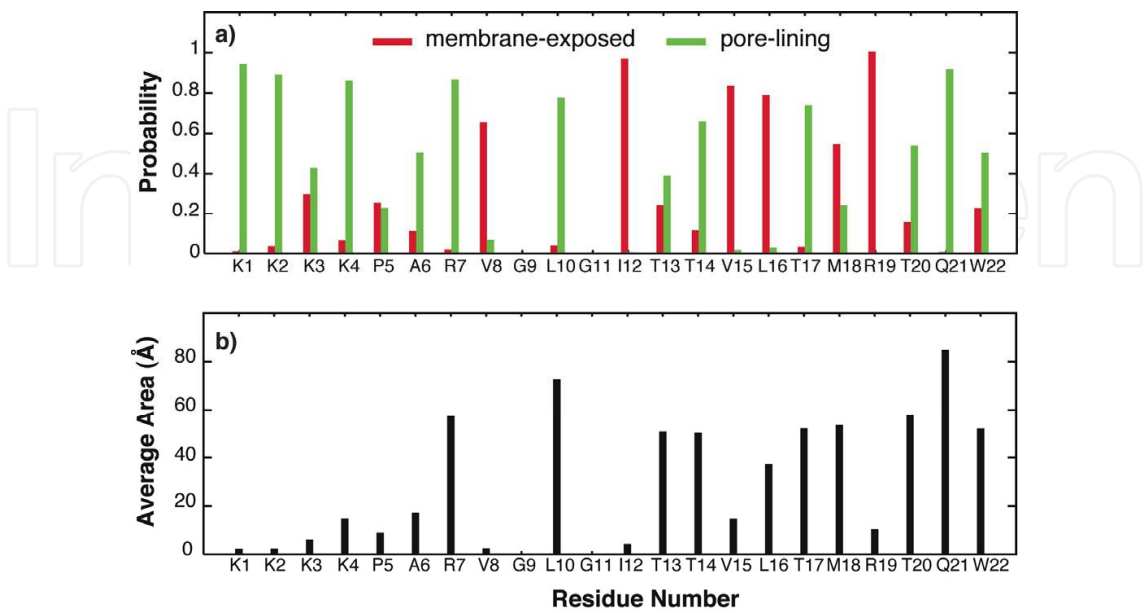 a)
membrane-exposed pore-lining
Probability
1
0.8
0.6
0.4
0.2
0
K1 K2 K3 K4 P5 A6 R7 V8 G9 L10 G11 I12 T13 T14 V15 L16 T17 M18 R19 T20 Q21 W22
b)
Average Area (Å)
80
60
40
20
0
K1 K2 K3 K4 P5 A6 R7 V8 G9 L10 G11 I12 T13 T14 V15 L16 T17 M18 R19 T20 Q21 W22
Residue Number